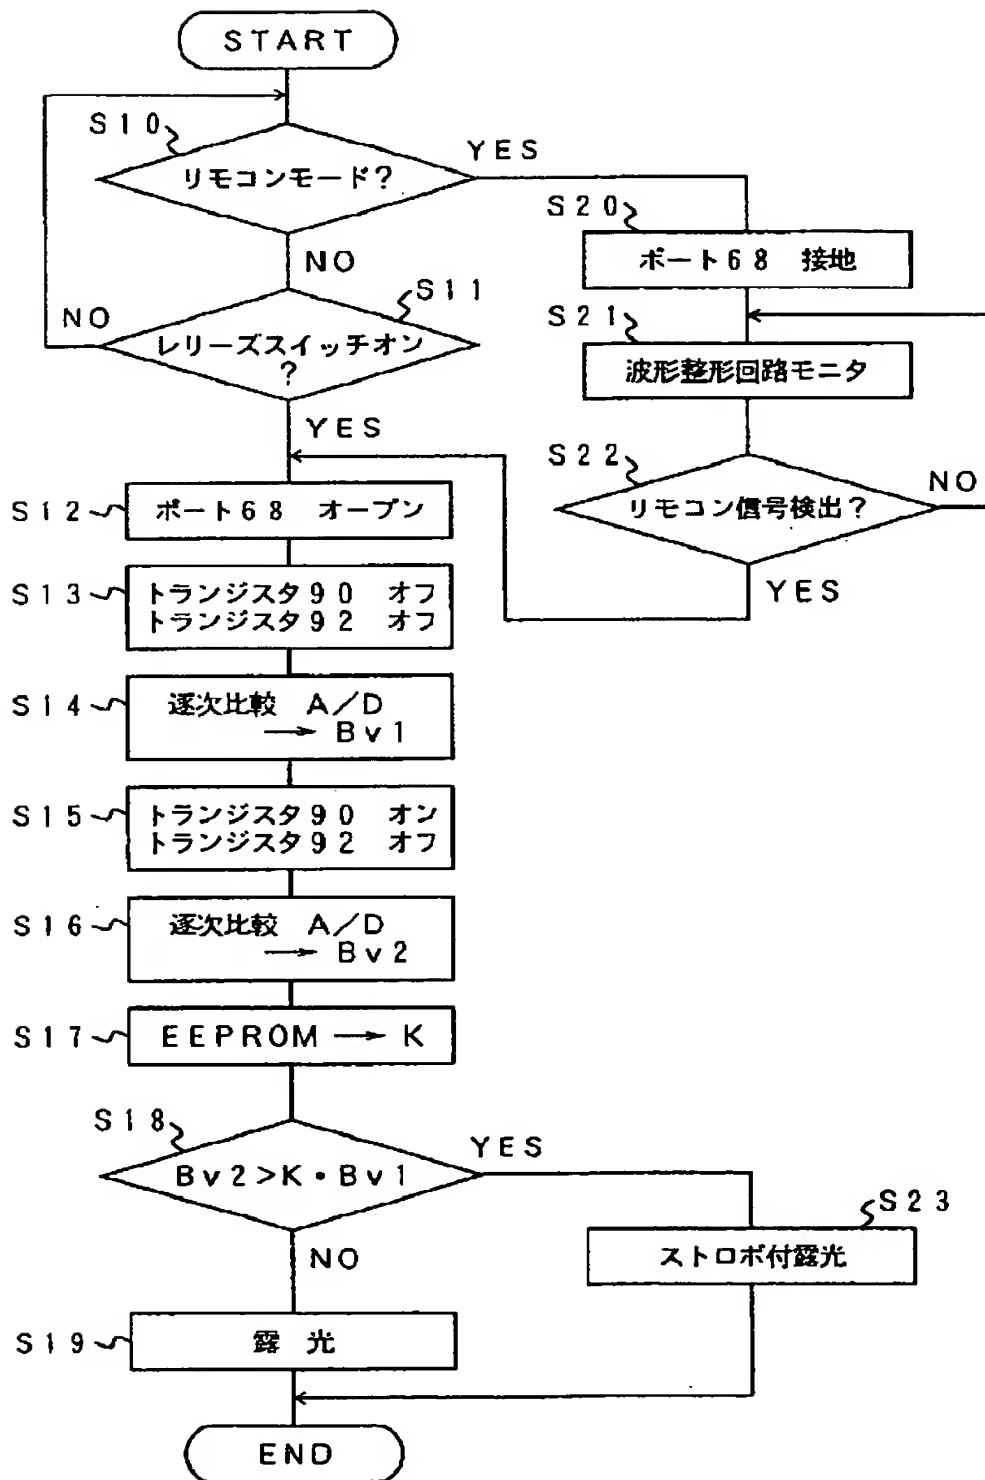 START
S10
リモコンモード?
YES
NO
S11
レリーズスイッチオン
?
NO
YES
S20
ポート68 接地
S21
波形整形回路モニタ
S22
リモコン信号検出?
NO
YES
S12
ポート68 オープン
S13
トランジスタ90 オフ
トランジスタ92 オフ
S14
逐次比較 A/D
→ Bv1
S15
トランジスタ90 オン
トランジスタ92 オフ
S16
逐次比較 A/D
→ Bv2
S17
EEPROM → K
S18
Bv2>K・Bv1
YES
NO
S23
ストロボ付露光
S19
露光
END